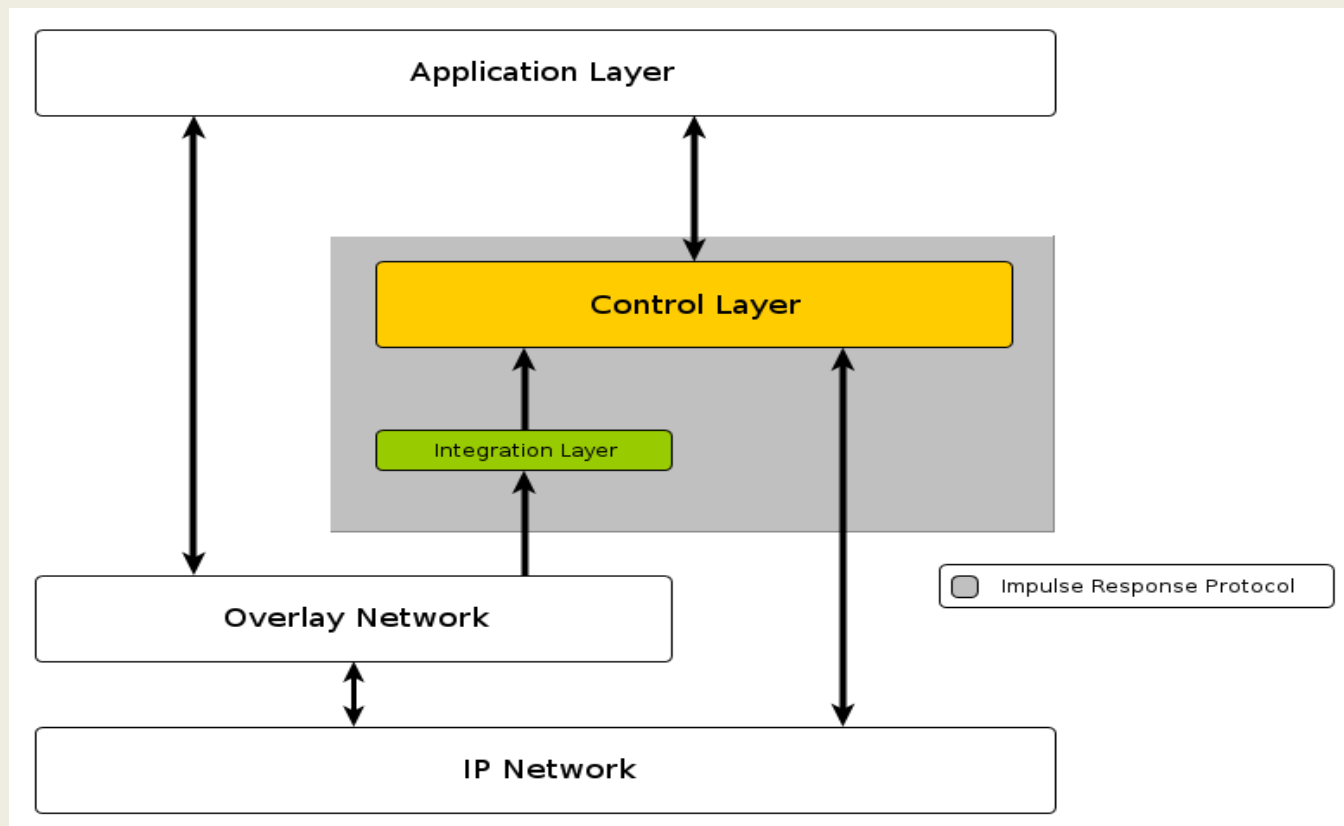 Application Layer
Control Layer
Integration Layer
Impulse Response Protocol
Overlay Network
IP Network